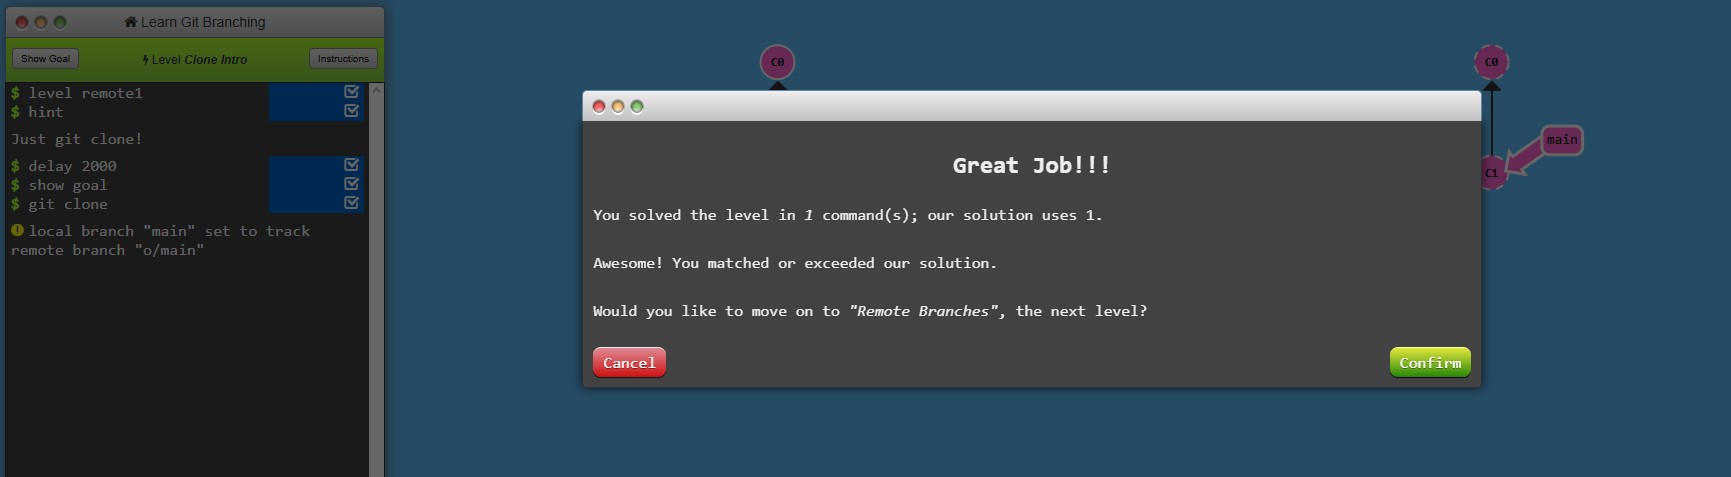 Learn Git Branching
Show Goal
Level Clone Intro
Instructions
$ level remote1
$ hint
Just git clone!
$ delay 2000
$ show goal
$ git clone
local branch "main" set to track
remote branch "o/main"
C0
Great Job!!!
You solved the level in 1 command(s); our solution uses 1.
Awesome! You matched or exceeded our solution.
Would you like to move on to "Remote Branches", the next level?
Cancel
Confirm
C0
main
C1